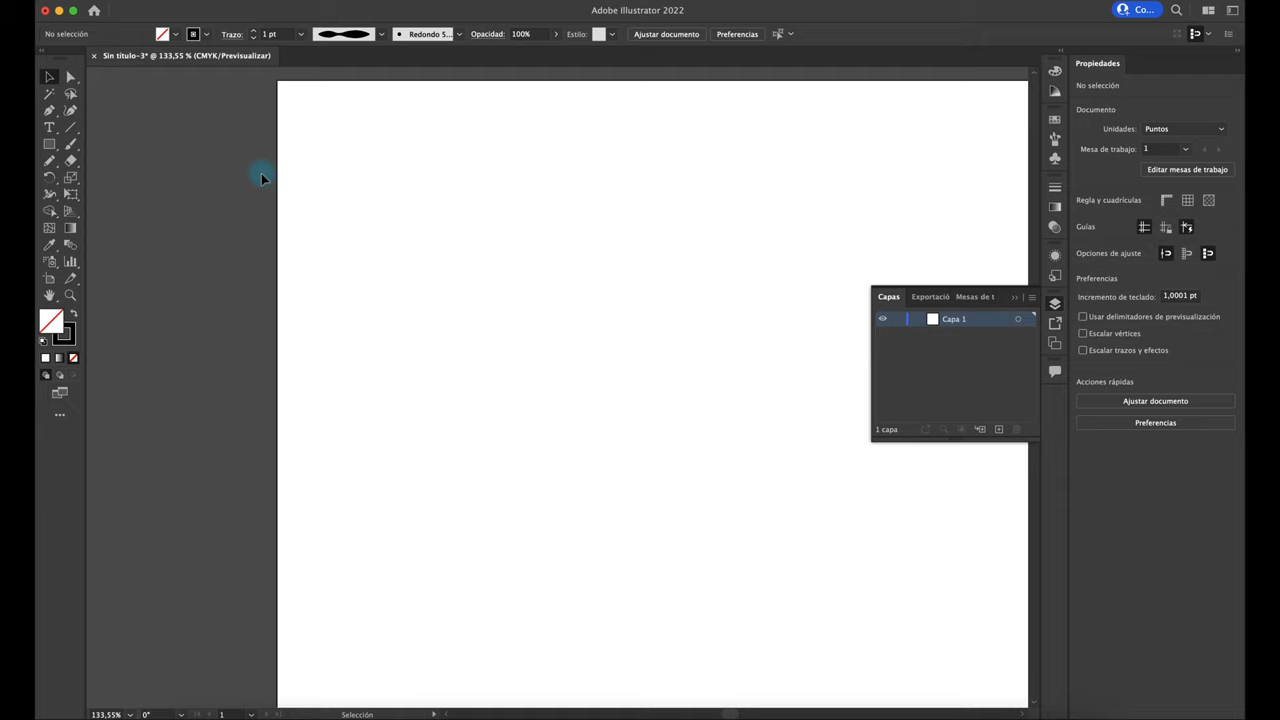 Adobe Illustrator 2022
Co...
No selección
Trazo:
1 pt
Redondo 5...
Opacidad:
100%
Estilo:
Ajustar documento
Preferencias
× Sin título-3* @ 133,55 % (CMYK/Previsualizar)
Propiedades
No selección
Documento
Unidades:
Puntos
Mesa de trabajo:
1
Editar mesas de trabajo
Regla y cuadrículas
Guías
Opciones de ajuste
Preferencias
Incremento de teclado:
1,0001 pt
Usar delimitadores de previsualización
Escalar vértices
Escalar trazos y efectos
Acciones rápidas
Ajustar documento
Preferencias
Capas
Exportació
Mesas de t
Capa 1
1 capa
133,55%
0°
1
Selección